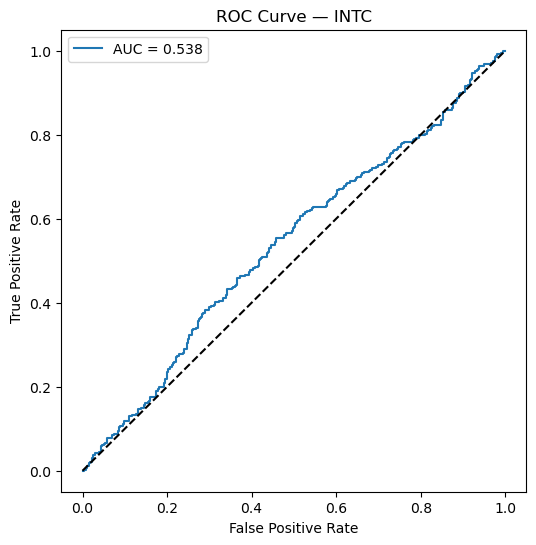 ROC Curve — INTC
AUC = 0.538
True Positive Rate
1.0
0.8
0.6
0.4
0.2
0.0
0.0 0.2 0.4 0.6 0.8 1.0
False Positive Rate